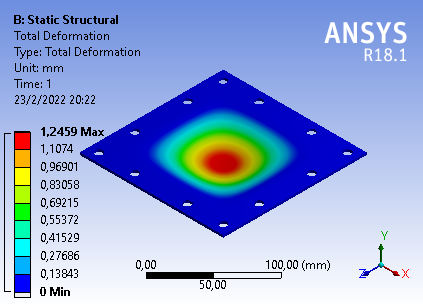 B: Static Structural
Total Deformation
Type: Total Deformation
Unit: mm
Time: 1
23/2/2022 20:22
ANSYS
R18.1
1,2459 Max
1,1074
0,96901
0,83058
0,69215
0,55372
0,41529
0,27686
0,13843
0 Min
0,00
100,00 (mm)
50,00
Y
Z
X